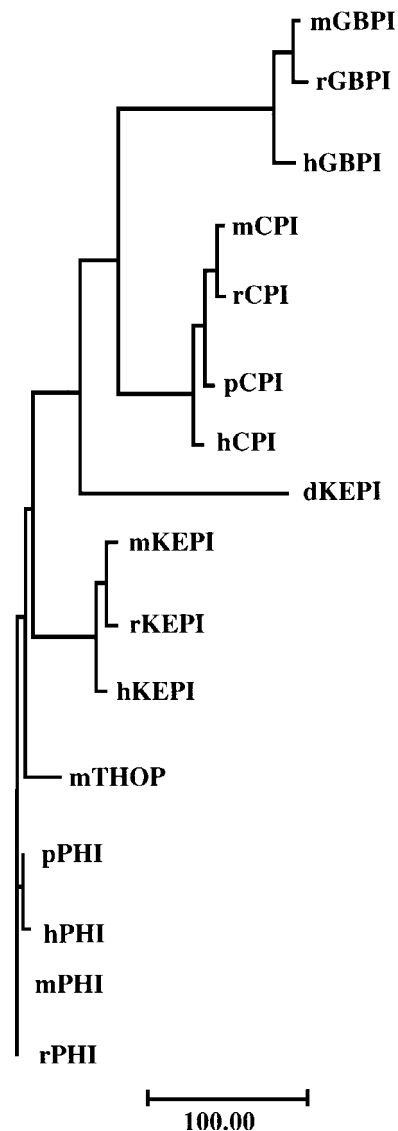 mGBPI
rGBPI
hGBPI
mCPI
rCPI
pCPI
hCPI
dKEPI
mKEPI
rKEPI
hKEPI
mTHOP
pPHI
hPHI
mPHI
rPHI
100.00